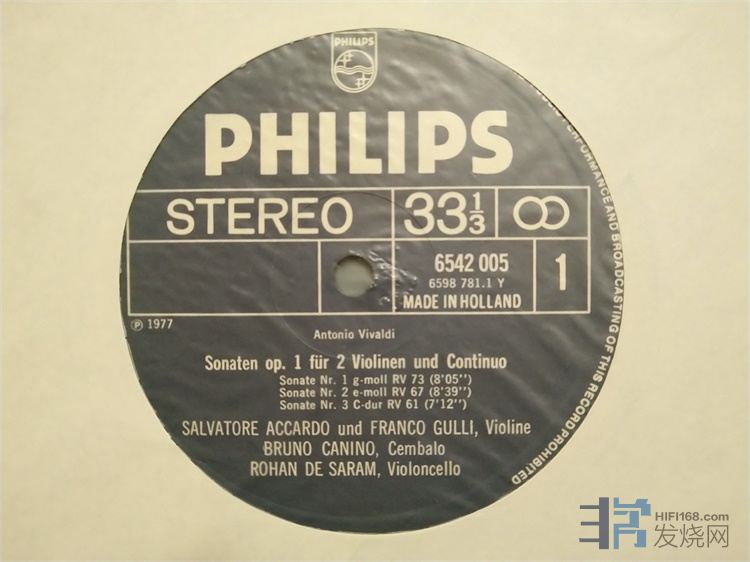 PHILIPS
PHILIPS
STEREO
33⅓
6542 005
6598 781.1 Y
MADE IN HOLLAND
1
Ⓟ 1977
Antonio Vivaldi
Sonaten op. 1 für 2 Violinen und Continuo
Sonate Nr. 1 g-moll RV 73 (8'05'')
Sonate Nr. 2 e-moll RV 67 (8'39'')
Sonate Nr. 3 C-dur RV 61 (7'12'')
SALVATORE ACCARDO und FRANCO GULLI, Violine
BRUNO CANINO, Cembalo
ROHAN DE SARAM, Violoncello
PERFORMANCE AND BROADCASTING OF THIS RECORD PROHIBITED
HIFI168.com
发烧网